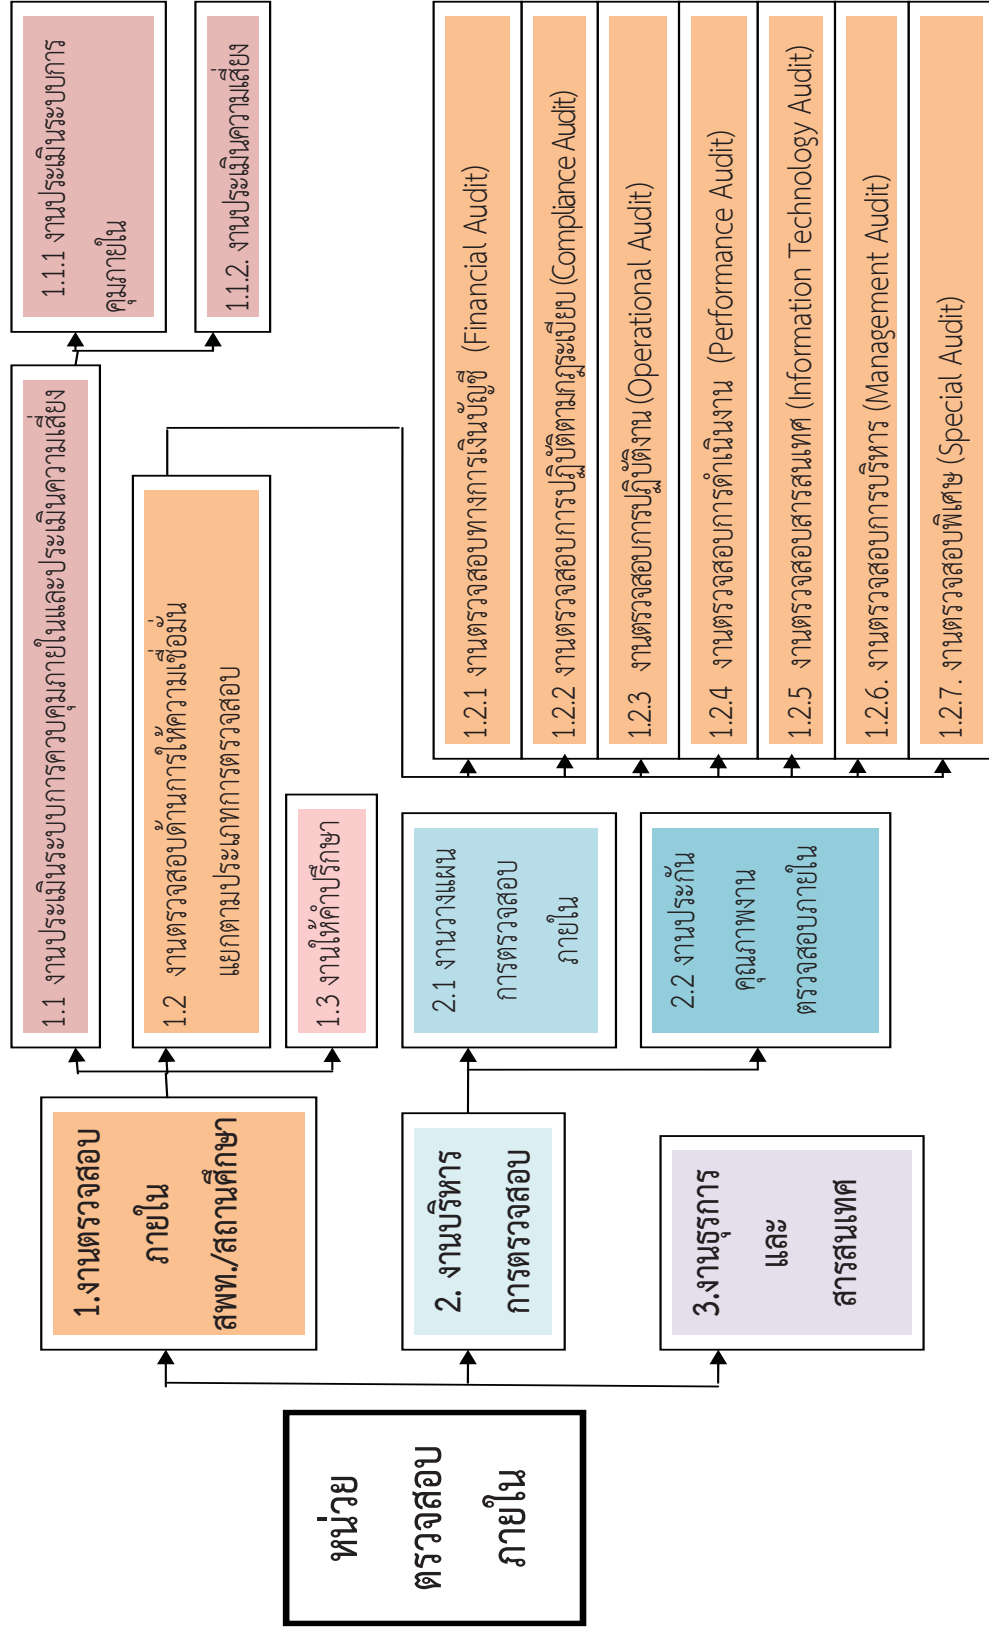 หน่วย
ตรวจสอบ
ภายใน
1.งานตรวจสอบ
ภายใน
สพท./สถานศึกษา
2. งานบริหาร
การตรวจสอบ
3.งานธุรการ
และ
สารสนเทศ
1.1 งานประเมินระบบการควบคุมภายในและประเมินความเสี่ยง
1.2 งานตรวจสอบด้านการให้ความเชื่อมั่น
แยกตามประเภทการตรวจสอบ
1.3 งานให้คำปรึกษา
2.1 งานวางแผน
การตรวจสอบ
ภายใน
2.2 งานประกัน
คุณภาพงาน
ตรวจสอบภายใน
1.1.1 งานประเมินระบบการ
คุมภายใน
1.1.2. งานประเมินความเสี่ยง
1.2.1 งานตรวจสอบทางการเงินบัญชี (Financial Audit)
1.2.2 งานตรวจสอบการปฏิบัติตามกฎระเบียบ (Compliance Audit)
1.2.3 งานตรวจสอบการปฏิบัติงาน (Operational Audit)
1.2.4 งานตรวจสอบการดำเนินงาน (Performance Audit)
1.2.5 งานตรวจสอบสารสนเทศ (Information Technology Audit)
1.2.6. งานตรวจสอบการบริหาร (Management Audit)
1.2.7. งานตรวจสอบพิเศษ (Special Audit)